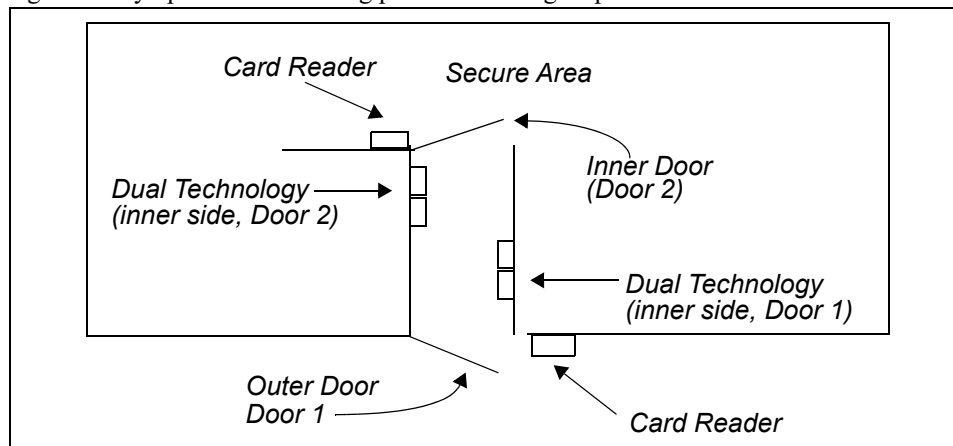 Card Reader
Secure Area
Inner Door
(Door 2)
Dual Technology
(inner side, Door 2)
Dual Technology
(inner side, Door 1)
Outer Door
Door 1
Card Reader